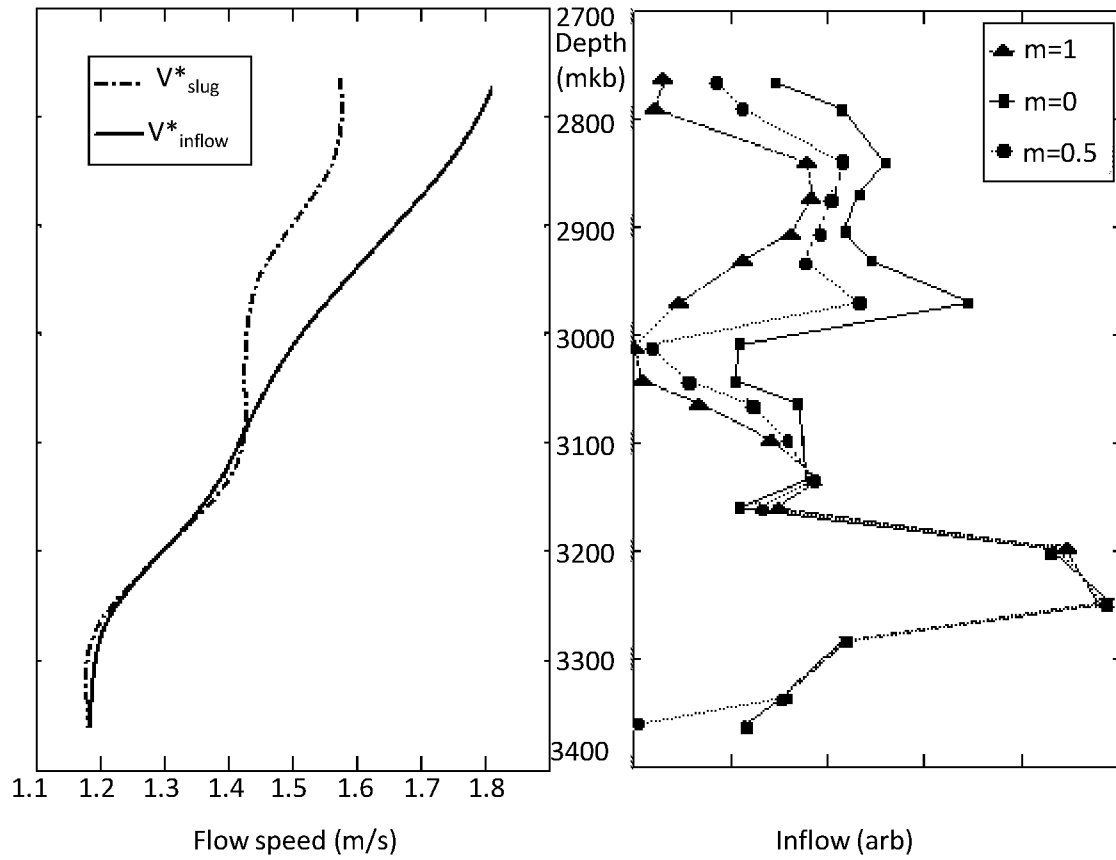 V*slug
V*inflow
2700
Depth
(mkb)
2800
2900
3000
3100
3200
3300
3400
m=1
m=0
m=0.5
1.1 1.2 1.3 1.4 1.5 1.6 1.7 1.8
Flow speed (m/s)
Inflow (arb)